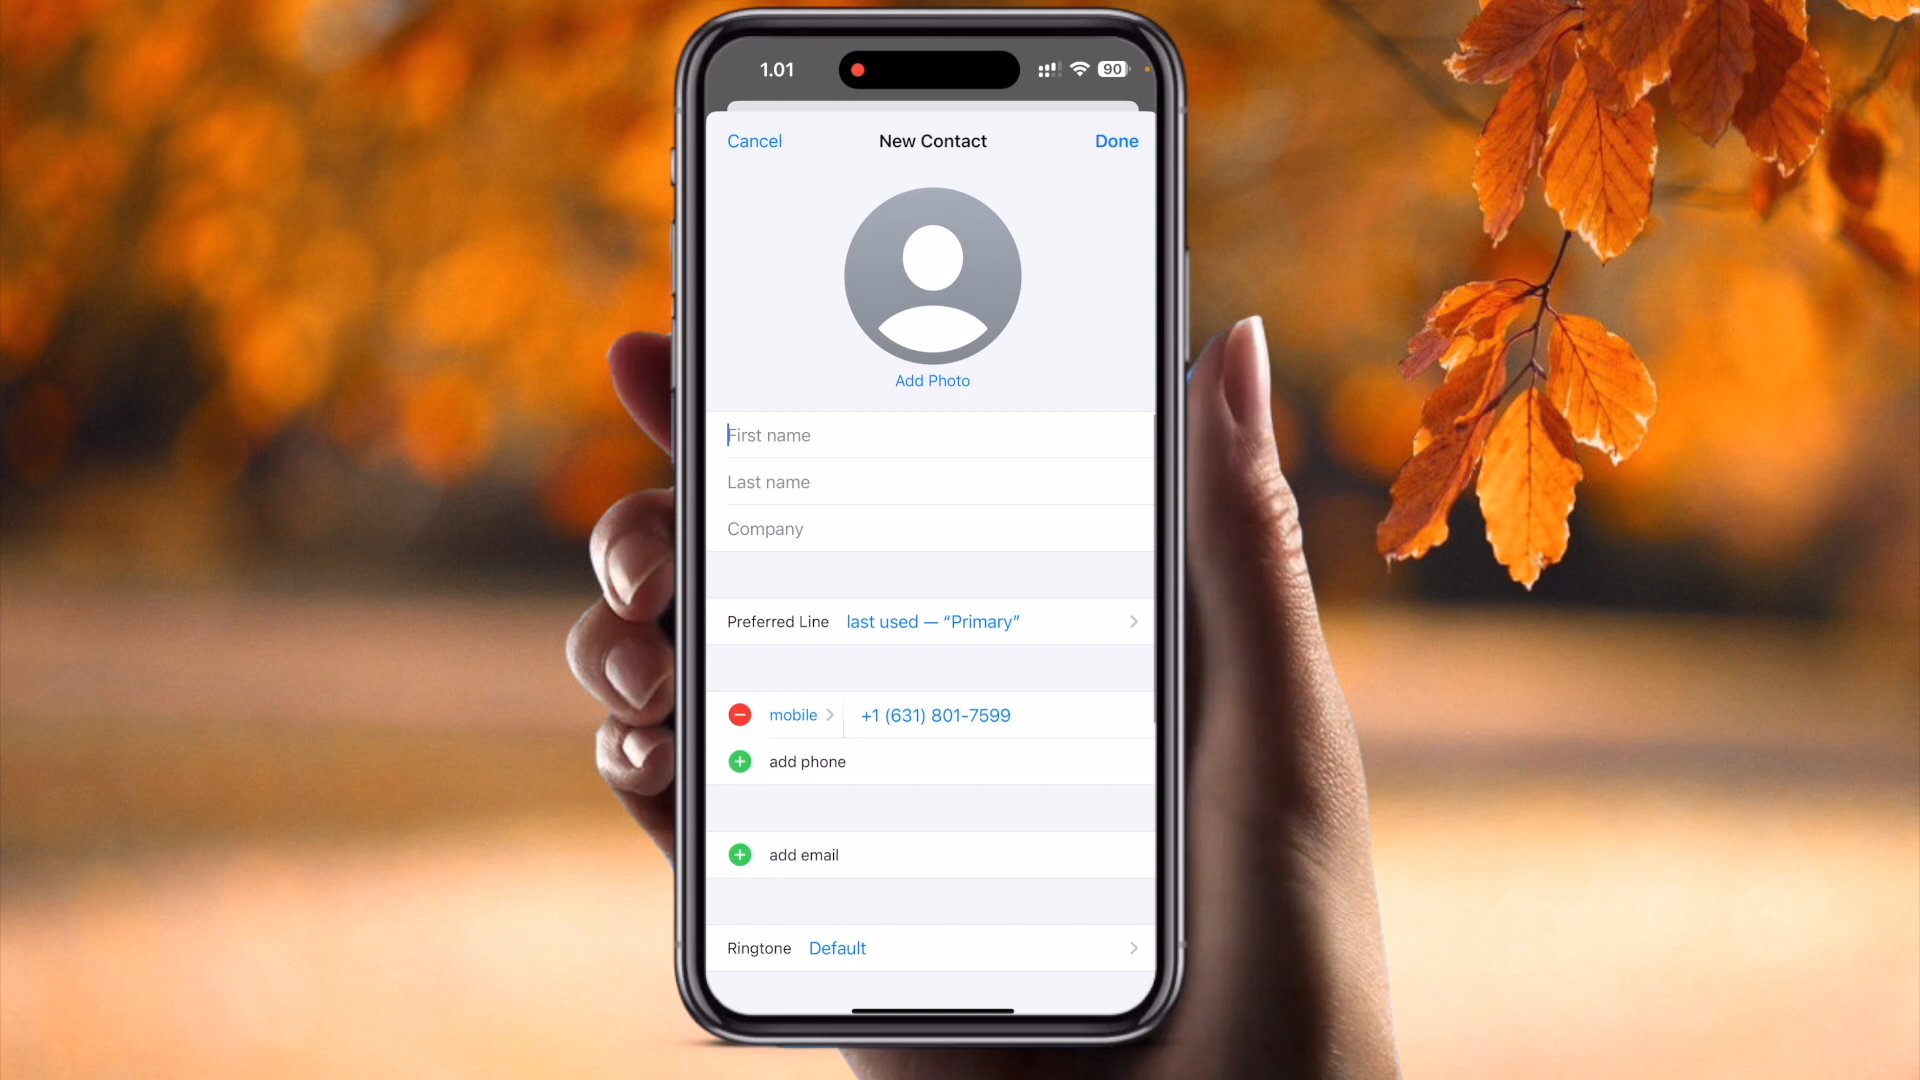 1.01
90
Cancel New Contact Done
Add Photo
First name
Last name
Company
Preferred Line last used — “Primary”
mobile +1 (631) 801-7599
add phone
add email
Ringtone Default